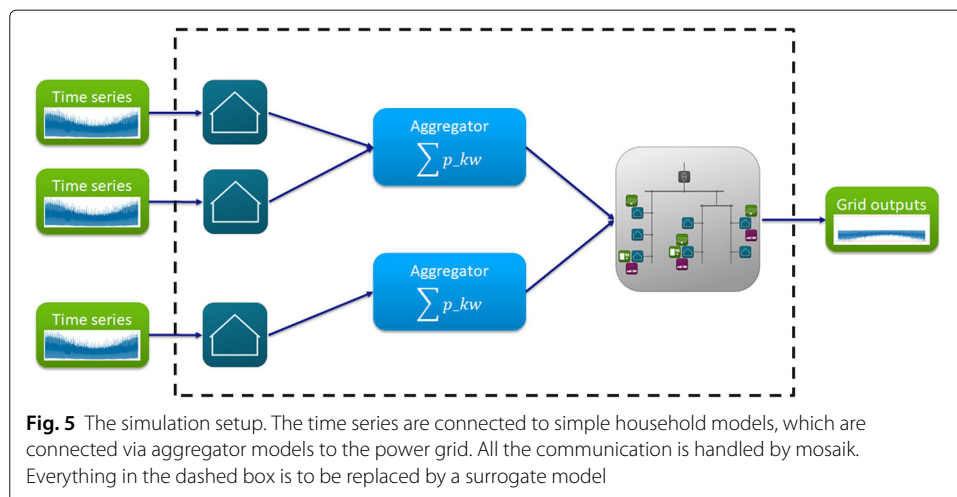 Time series
Time series
Time series
Aggregator
∑ p_kw
Aggregator
∑ p_kw
Grid outputs
Fig. 5 The simulation setup. The time series are connected to simple household models, which are
connected via aggregator models to the power grid. All the communication is handled by mosaik.
Everything in the dashed box is to be replaced by a surrogate model